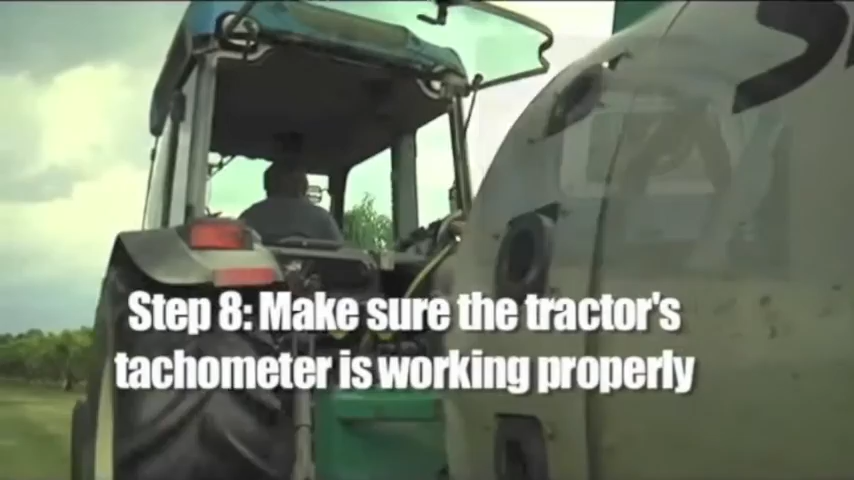 Step 8: Make sure the tractor's
tachometer is working properly